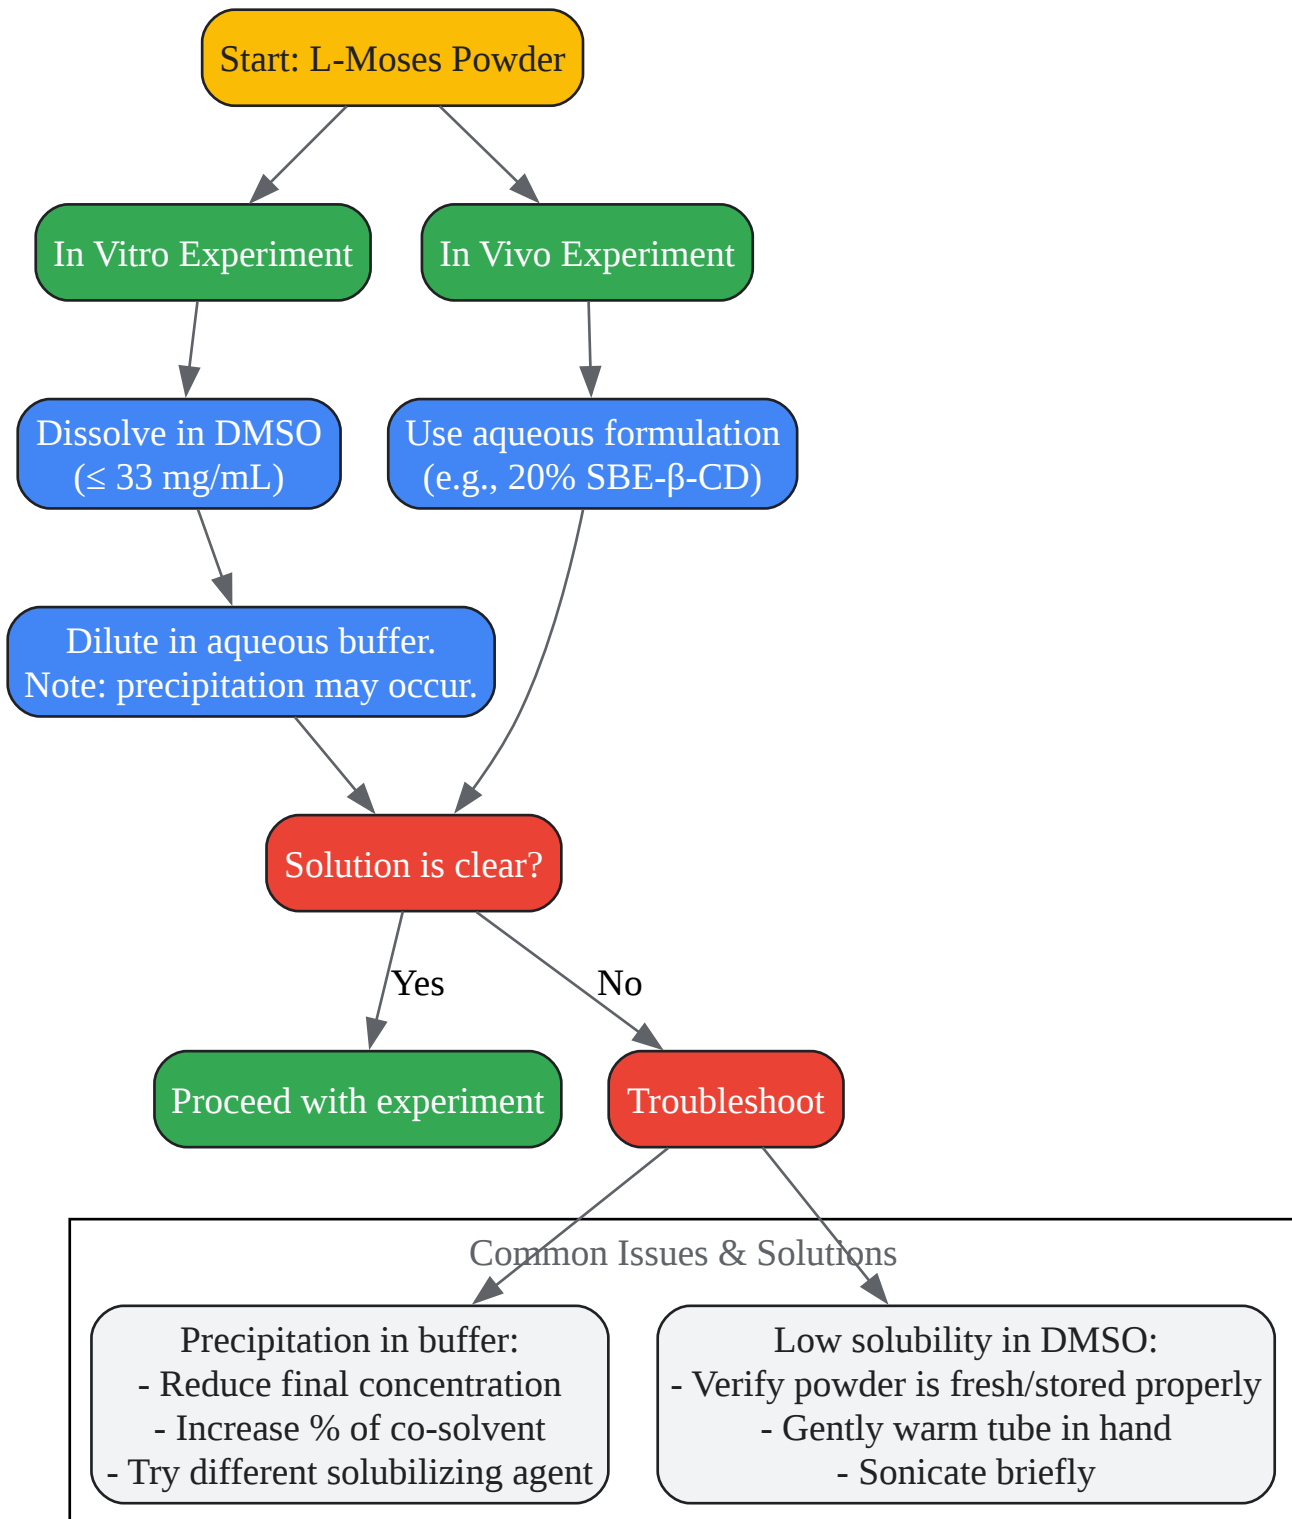 Start: L-Moses Powder
In Vitro Experiment
In Vivo Experiment
Dissolve in DMSO
(≤ 33 mg/mL)
Use aqueous formulation
(e.g., 20% SBE-β-CD)
Dilute in aqueous buffer.
Note: precipitation may occur.
Solution is clear?
Yes
No
Proceed with experiment
Troubleshoot
Common Issues & Solutions
Precipitation in buffer:
- Reduce final concentration
- Increase % of co-solvent
- Try different solubilizing agent
Low solubility in DMSO:
- Verify powder is fresh/stored properly
- Gently warm tube in hand
- Sonicate briefly